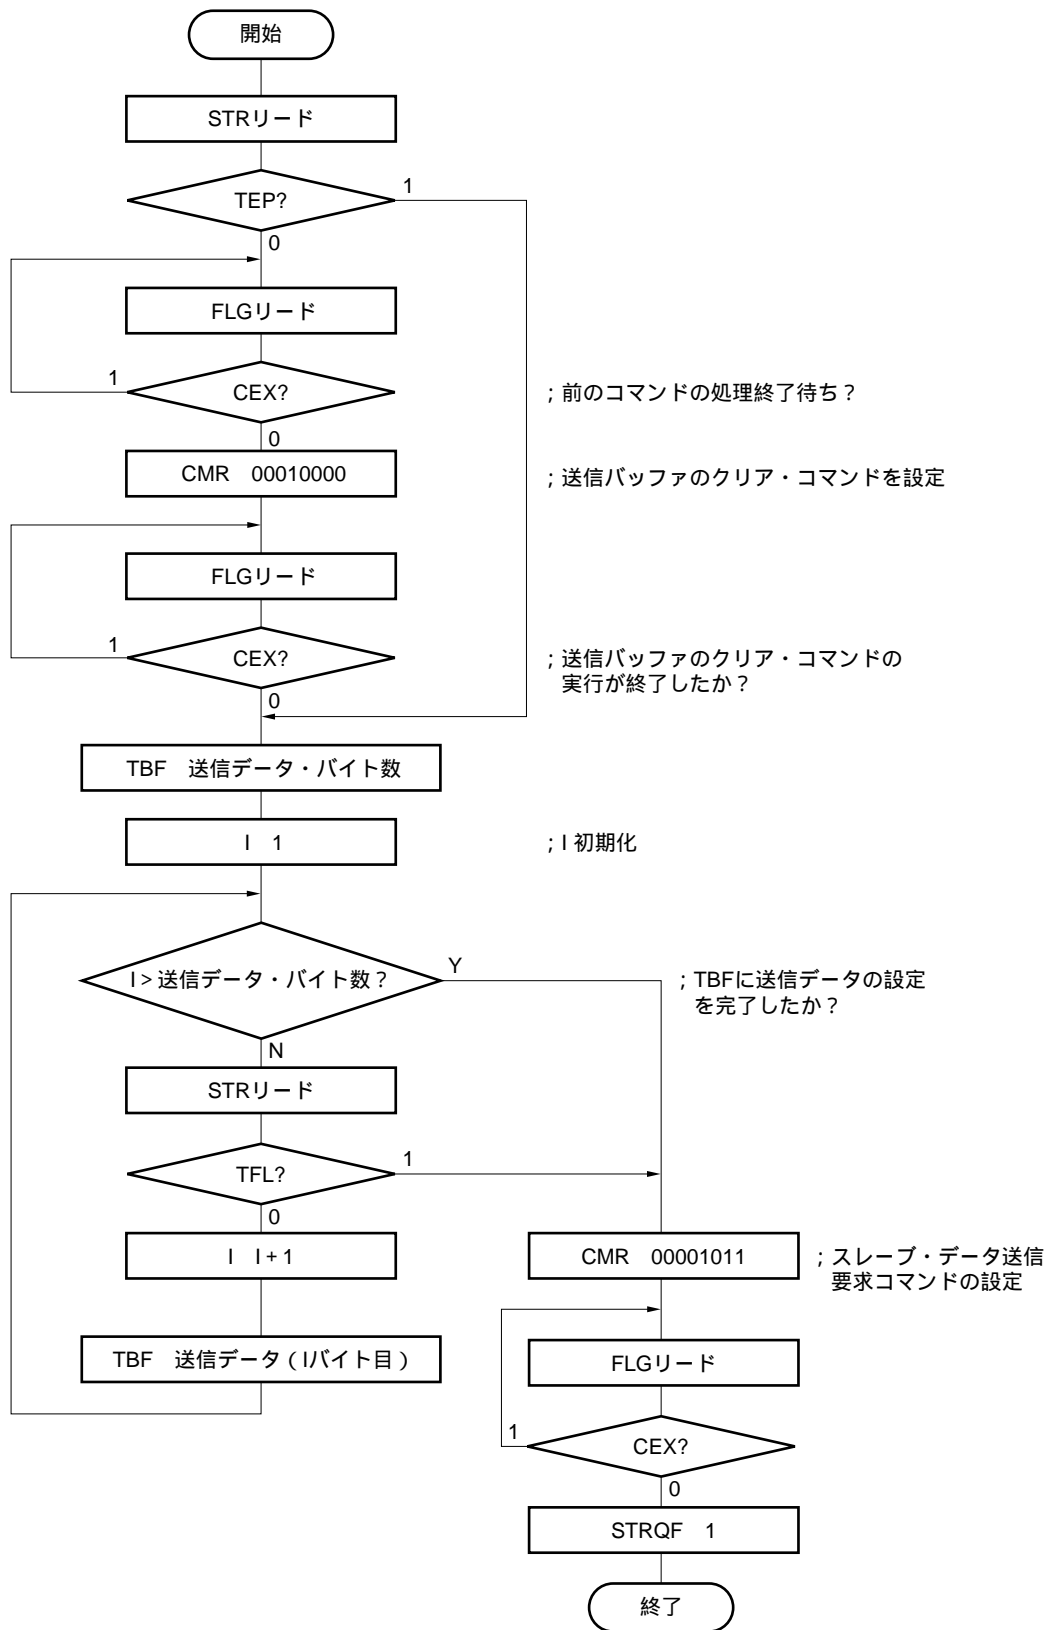 開始
STRリード
TEP?
1
0
FLGリード
CEX?
1
；前のコマンドの処理終了待ち？
0
CMR　00010000
；送信バッファのクリア・コマンドを設定
FLGリード
CEX?
1
；送信バッファのクリア・コマンドの
実行が終了したか？
0
TBF　送信データ・バイト数
I　1
；I 初期化
I > 送信データ・バイト数？
Y
；TBFに送信データの設定
を完了したか？
N
STRリード
TFL?
1
0
I　I + 1
TBF　送信データ（Iバイト目）
CMR　00001011
；スレーブ・データ送信
要求コマンドの設定
FLGリード
CEX?
1
0
STRQF　1
終了